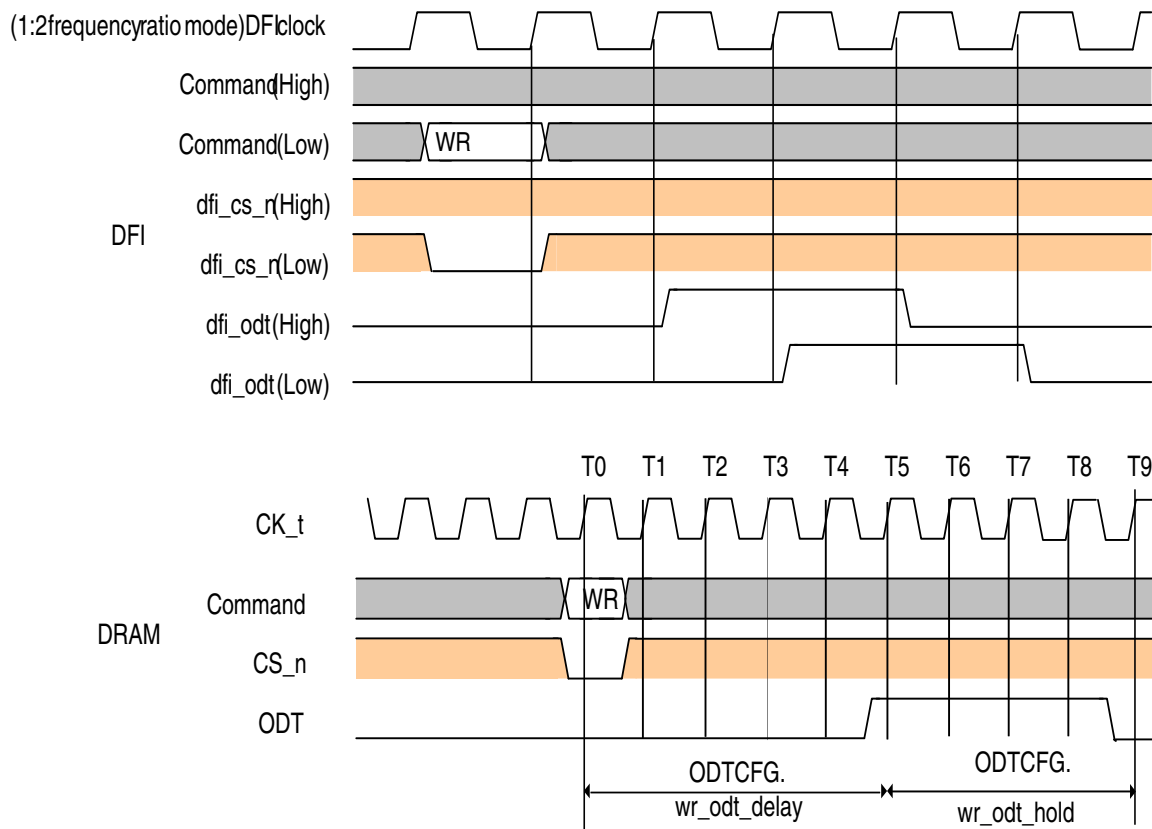 (1:2frequencyratio mode)DFIclock
Command(High)
Command(Low)
WR
dfi_cs_n(High)
DFI
dfi_cs_n(Low)
dfi_odt(High)
dfi_odt(Low)
T0 T1 T2 T3 T4 T5 T6 T7 T8 T9
CK_t
Command
WR
DRAM
CS_n
ODT
ODTCFG.
wr_odt_delay
ODTCFG.
wr_odt_hold